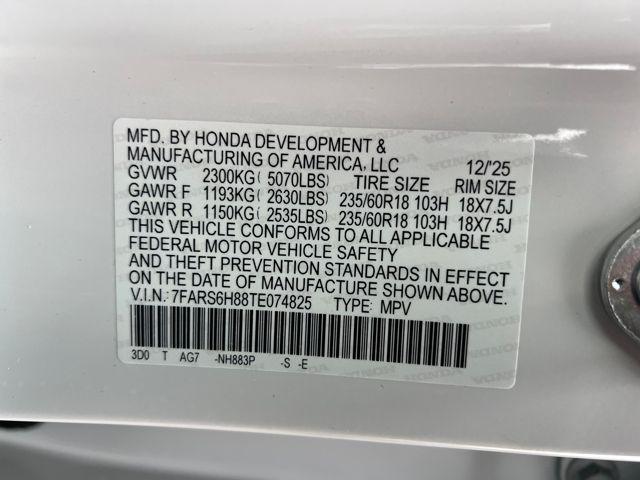 MFD. BY HONDA DEVELOPMENT &
MANUFACTURING OF AMERICA, LLC 12/'25
GVWR 2300KG( 5070LBS) TIRE SIZE RIM SIZE
GAWR F 1193KG( 2630LBS) 235/60R18 103H 18X7.5J
GAWR R 1150KG( 2535LBS) 235/60R18 103H 18X7.5J
THIS VEHICLE CONFORMS TO ALL APPLICABLE
FEDERAL MOTOR VEHICLE SAFETY
AND THEFT PREVENTION STANDARDS IN EFFECT
ON THE DATE OF MANUFACTURE SHOWN ABOVE.
V.I.N.: 7FARS6H88TE074825 TYPE: MPV
3D0 T AG7 -NH883P -S -E